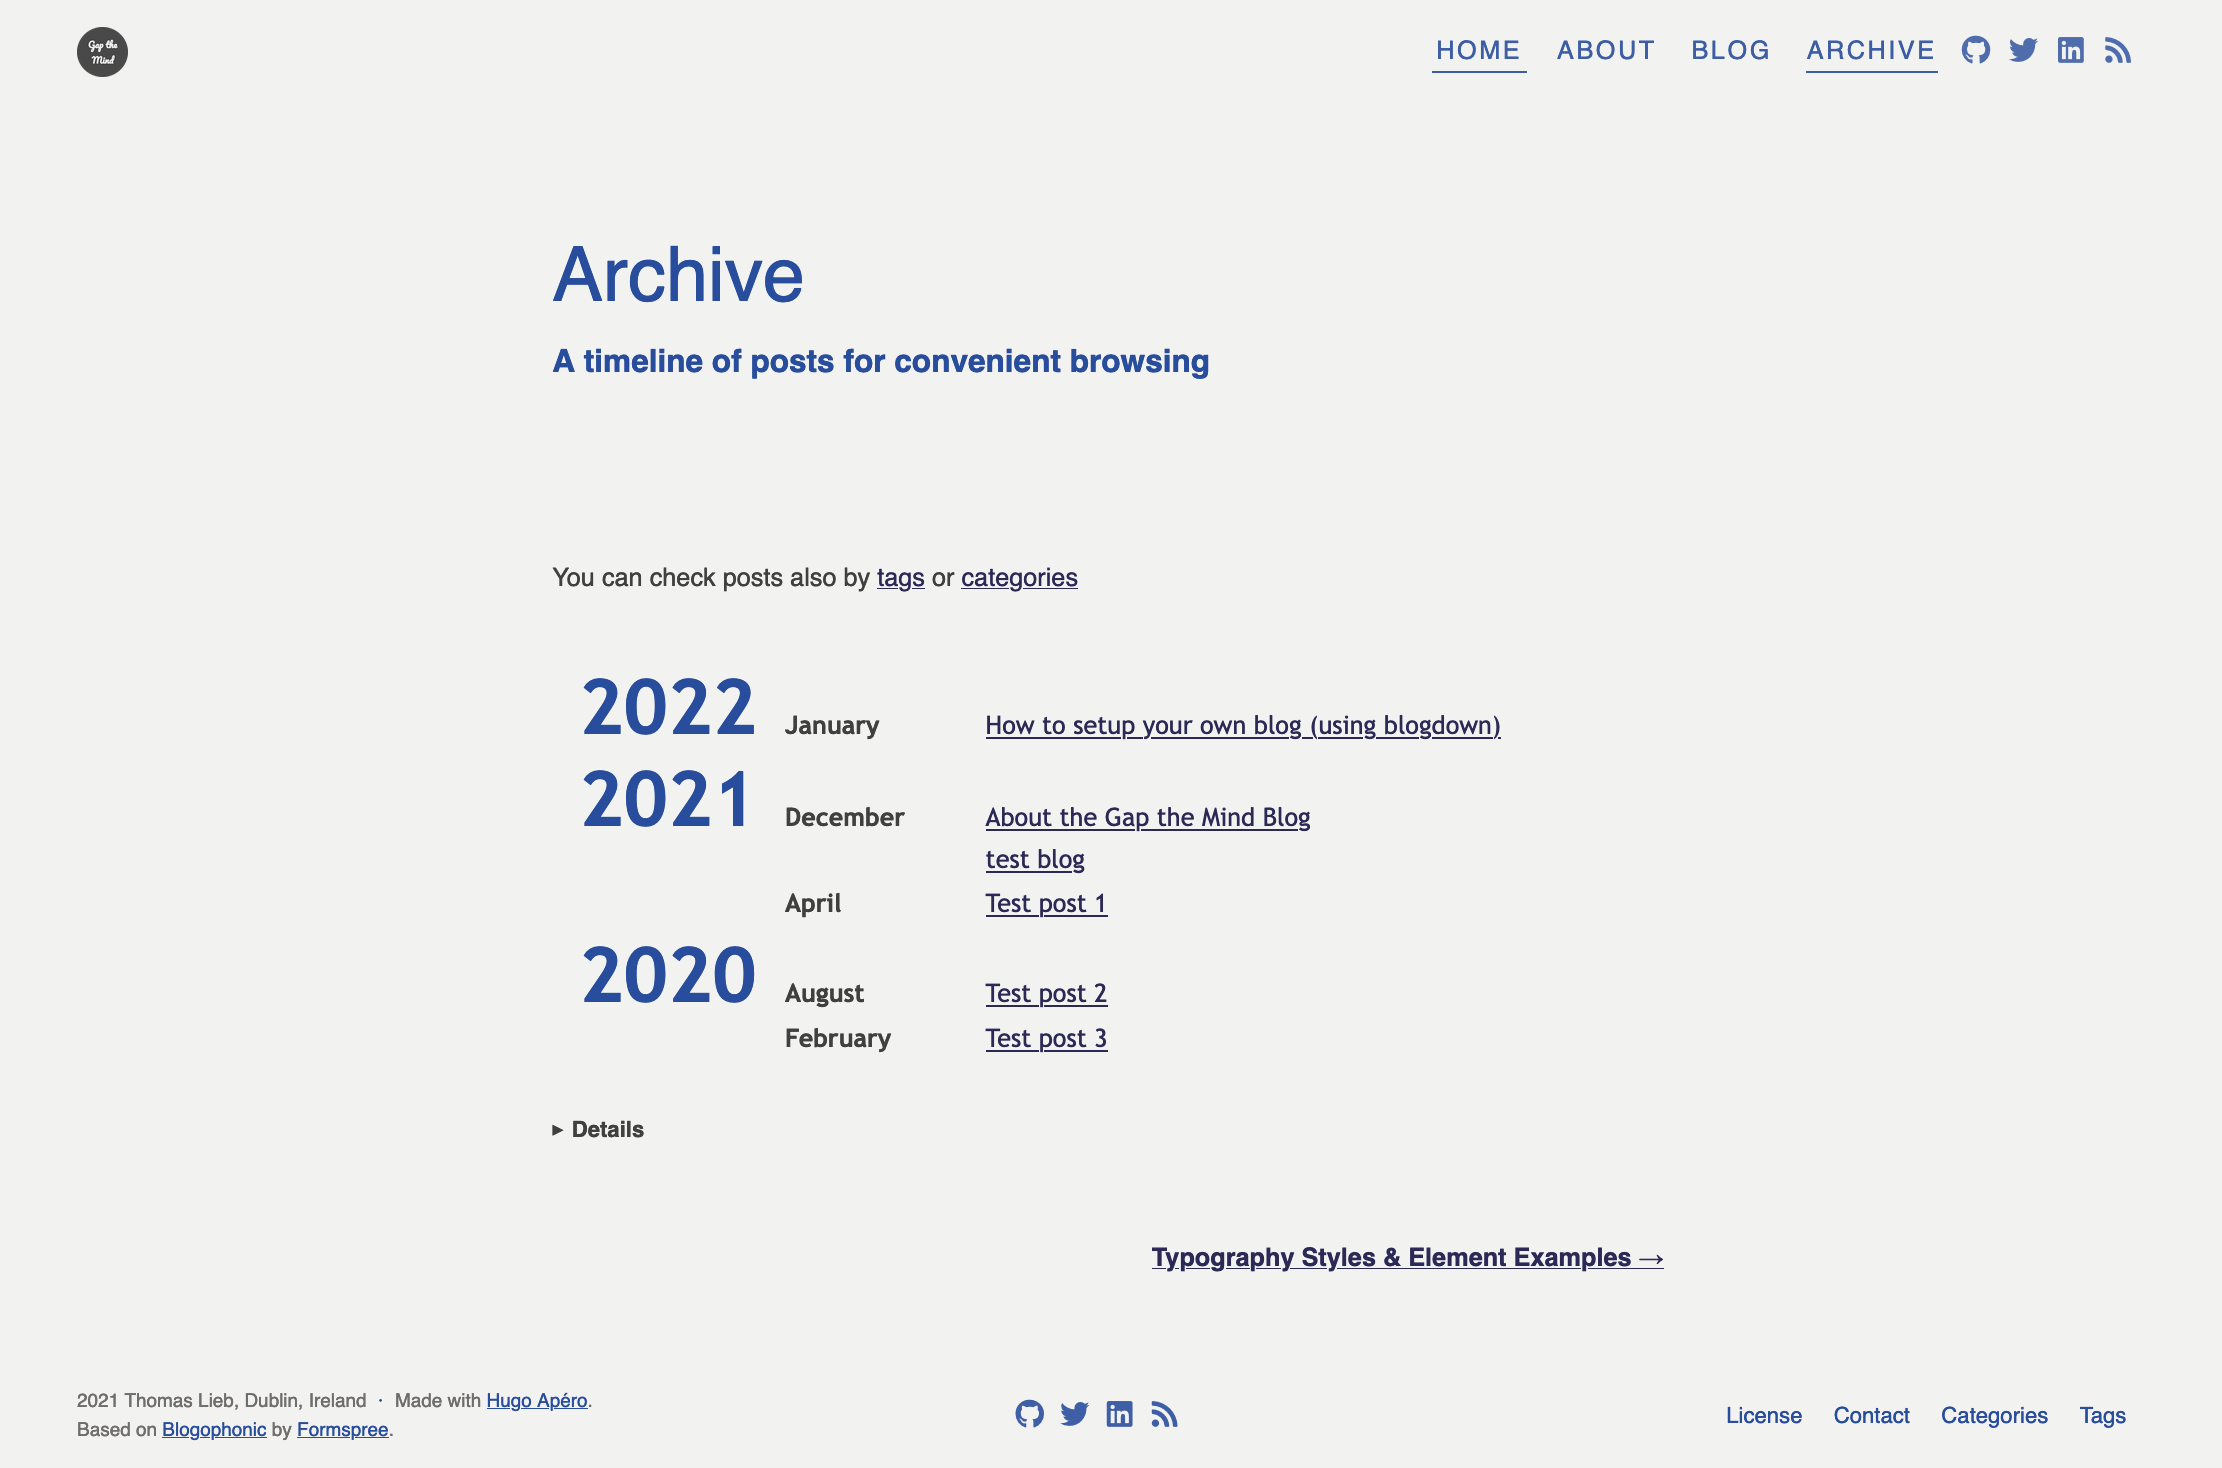 Gap the
Mind
HOME ABOUT BLOG ARCHIVE
Archive
A timeline of posts for convenient browsing
You can check posts also by tags or categories
2022 January How to setup your own blog (using blogdown)
2021 December About the Gap the Mind Blog
test blog
April Test post 1
2020 August Test post 2
February Test post 3
▸ Details
Typography Styles & Element Examples →
2021 Thomas Lieb, Dublin, Ireland · Made with Hugo Apéro.
Based on Blogophonic by Formspree.
License Contact Categories Tags